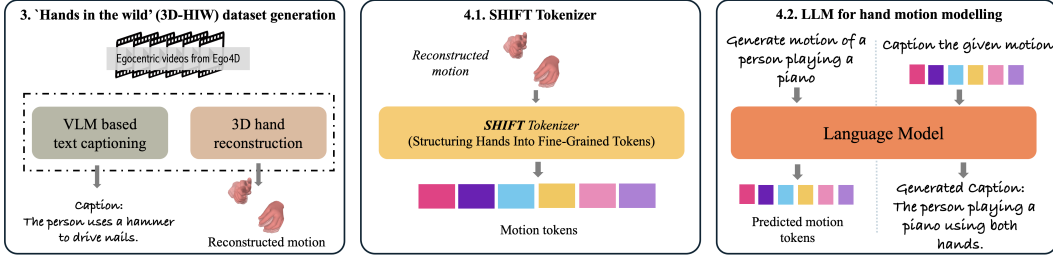 3. `Hands in the wild' (3D-HIW) dataset generation
Egocentric videos from Ego4D
VLM based
text captioning
3D hand
reconstruction
Caption:
The person uses a hammer
to drive nails.
Reconstructed motion
4.1. SHIFT Tokenizer
Reconstructed
motion
SHIFT Tokenizer
(Structuring Hands Into Fine-Grained Tokens)
Motion tokens
4.2. LLM for hand motion modelling
Generate motion of a
person playing a
piano
Caption the given motion
Language Model
Predicted motion
tokens
Generated Caption:
The person playing a
piano using both
hands.